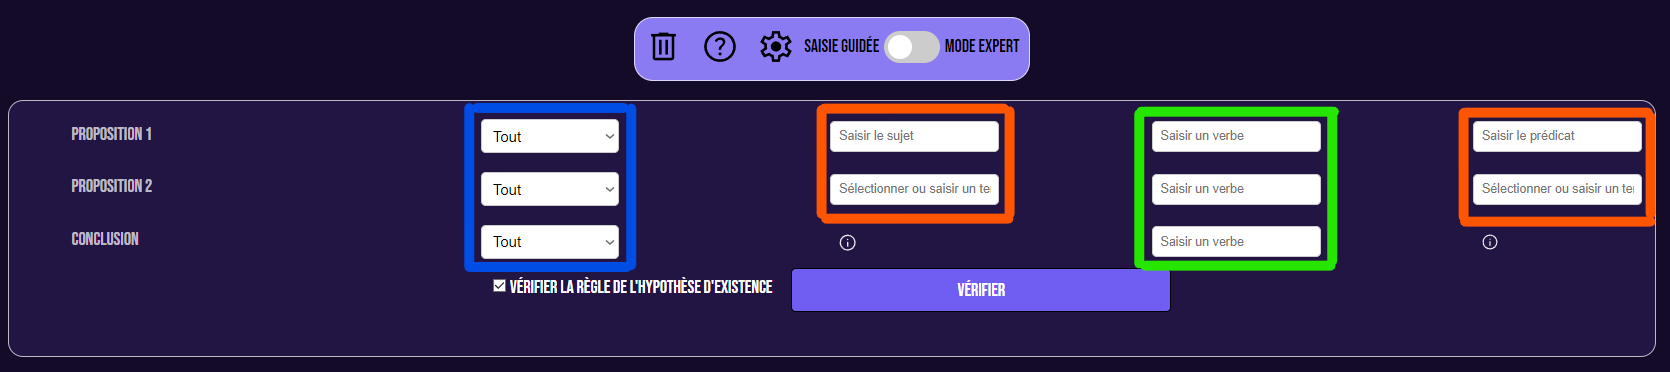 SAISIE GUIDÉE MODE EXPERT
PROPOSITION 1 Tout Saisir le sujet Saisir un verbe Saisir le prédicat
PROPOSITION 2 Tout Sélectionner ou saisir un te Saisir un verbe Sélectionner ou saisir un ter
CONCLUSION Tout Saisir un verbe
VÉRIFIER LA RÈGLE DE L'HYPOTHÈSE D'EXISTENCE VÉRIFIER